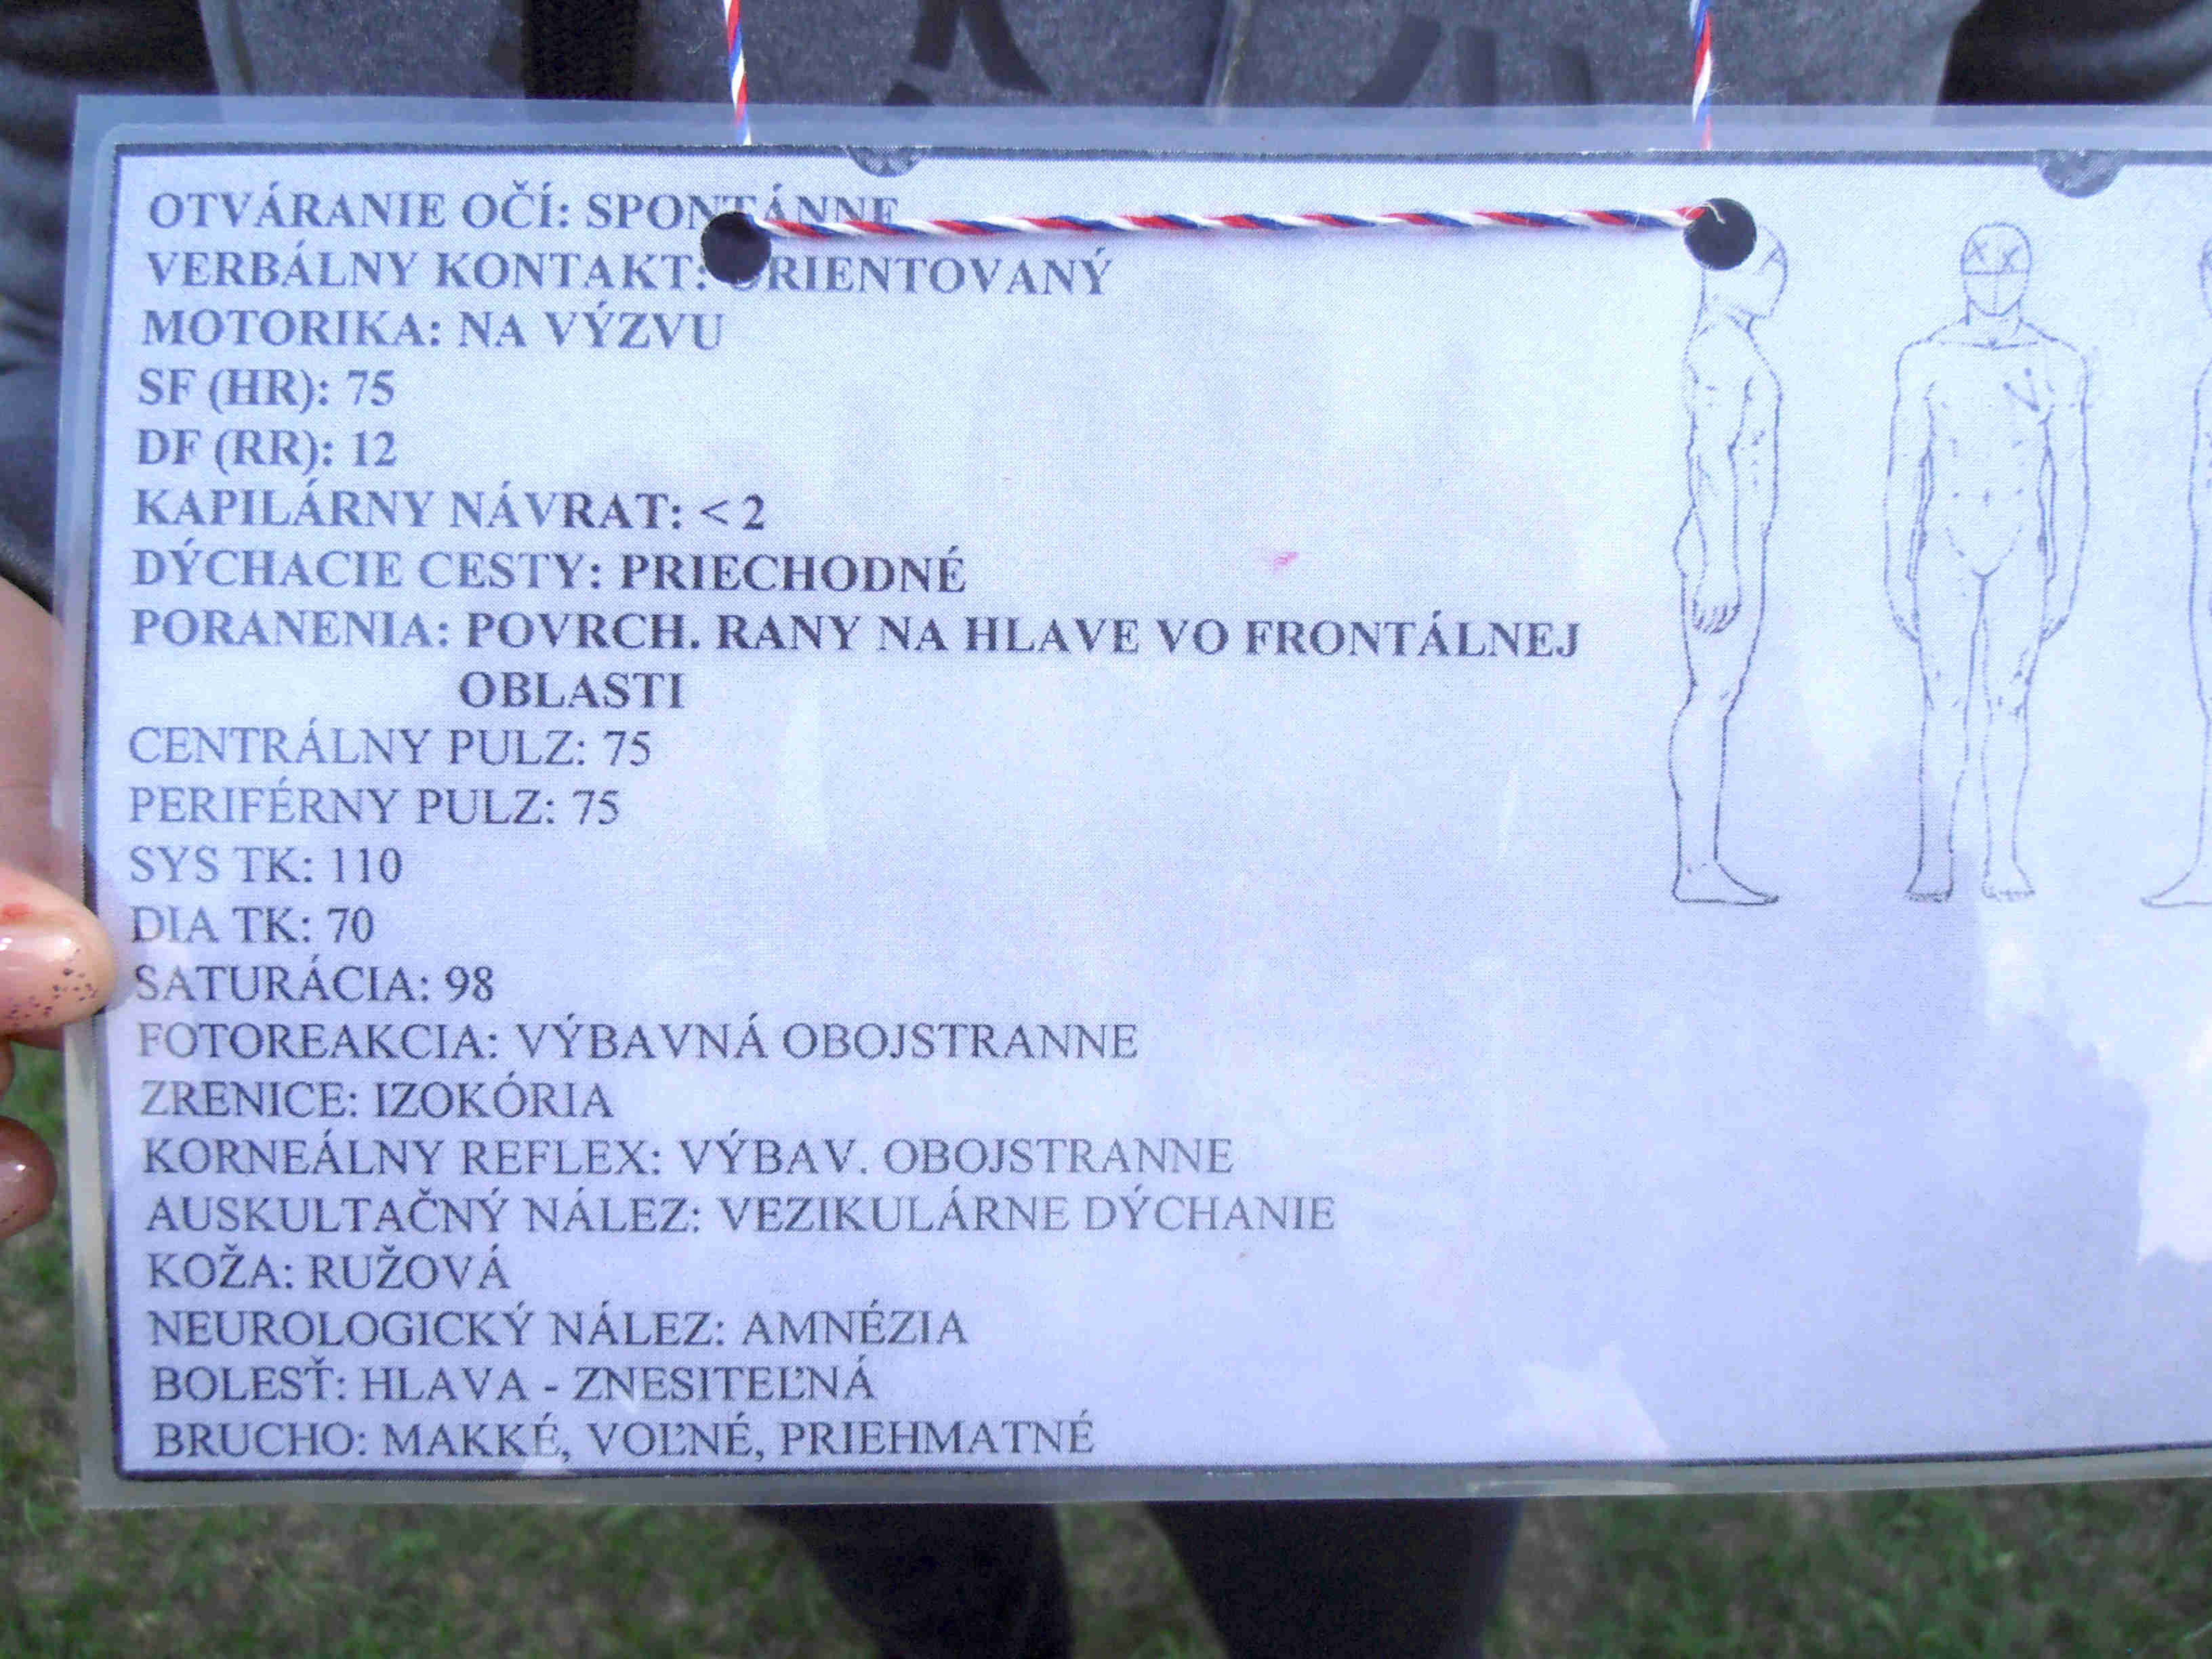 OTVÁRANIE OČÍ: SPONTÁNNE
VERBÁLNY KONTAKT: ORIENTOVANÝ
MOTORIKA: NA VÝZVU
SF (HR): 75
DF (RR): 12
KAPILÁRNY NÁVRAT: < 2
DÝCHACIE CESTY: PRIECHODNÉ
PORANENIA: POVRCH. RANY NA HLAVE VO FRONTÁLNEJ
OBLASTI
CENTRÁLNY PULZ: 75
PERIFÉRNY PULZ: 75
SYS TK: 110
DIA TK: 70
SATURÁCIA: 98
FOTOREAKCIA: VÝBAVNÁ OBOJSTRANNE
ZRENICE: IZOKÓRIA
KORNEÁLNY REFLEX: VÝBAV. OBOJSTRANNE
AUSKULTAČNÝ NÁLEZ: VEZIKULÁRNE DÝCHANIE
KOŽA: RUŽOVÁ
NEUROLOGICKÝ NÁLEZ: AMNÉZIA
BOLESŤ: HLAVA - ZNESITEĽNÁ
BRUCHO: MAKKÉ, VOĽNÉ, PRIEHMATNÉ